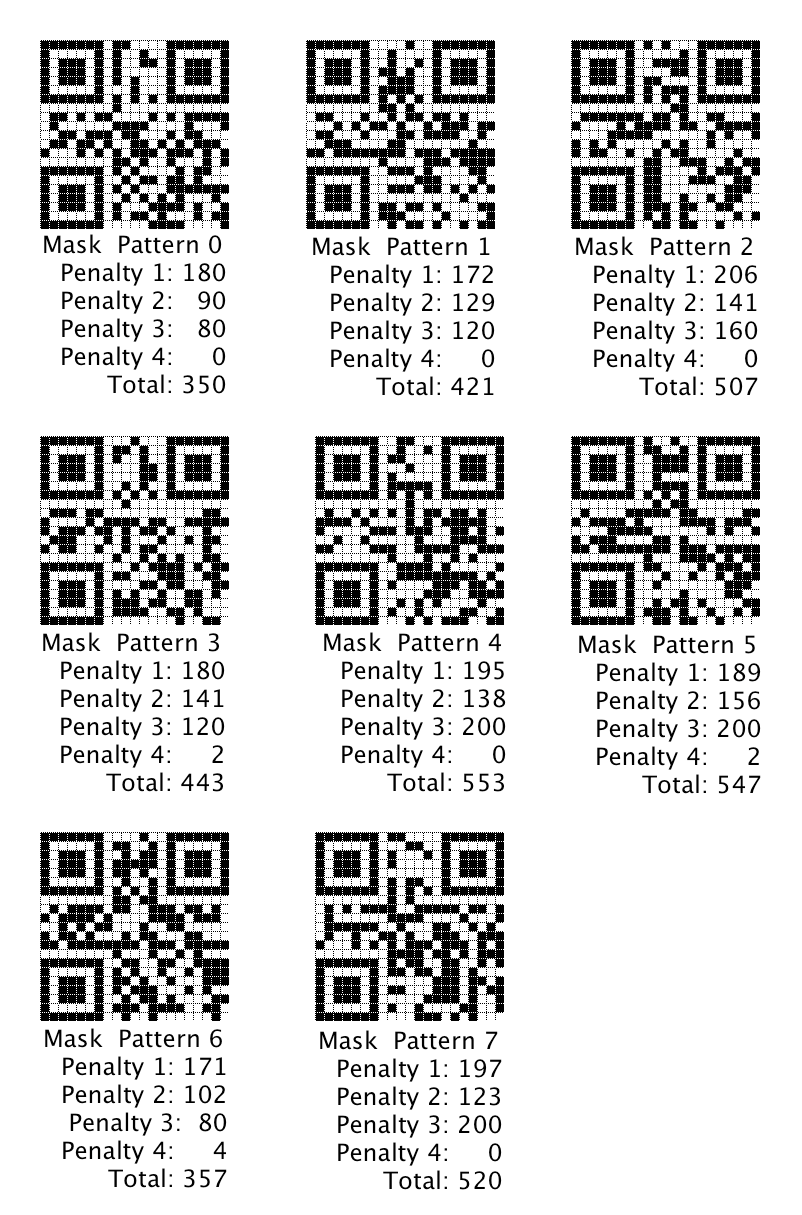 Mask Pattern 0
Penalty 1: 180
Penalty 2: 90
Penalty 3: 80
Penalty 4: 0
Total: 350
Mask Pattern 1
Penalty 1: 172
Penalty 2: 129
Penalty 3: 120
Penalty 4: 0
Total: 421
Mask Pattern 2
Penalty 1: 206
Penalty 2: 141
Penalty 3: 160
Penalty 4: 0
Total: 507
Mask Pattern 3
Penalty 1: 180
Penalty 2: 141
Penalty 3: 120
Penalty 4: 2
Total: 443
Mask Pattern 4
Penalty 1: 195
Penalty 2: 138
Penalty 3: 200
Penalty 4: 0
Total: 553
Mask Pattern 5
Penalty 1: 189
Penalty 2: 156
Penalty 3: 200
Penalty 4: 2
Total: 547
Mask Pattern 6
Penalty 1: 171
Penalty 2: 102
Penalty 3: 80
Penalty 4: 4
Total: 357
Mask Pattern 7
Penalty 1: 197
Penalty 2: 123
Penalty 3: 200
Penalty 4: 0
Total: 520